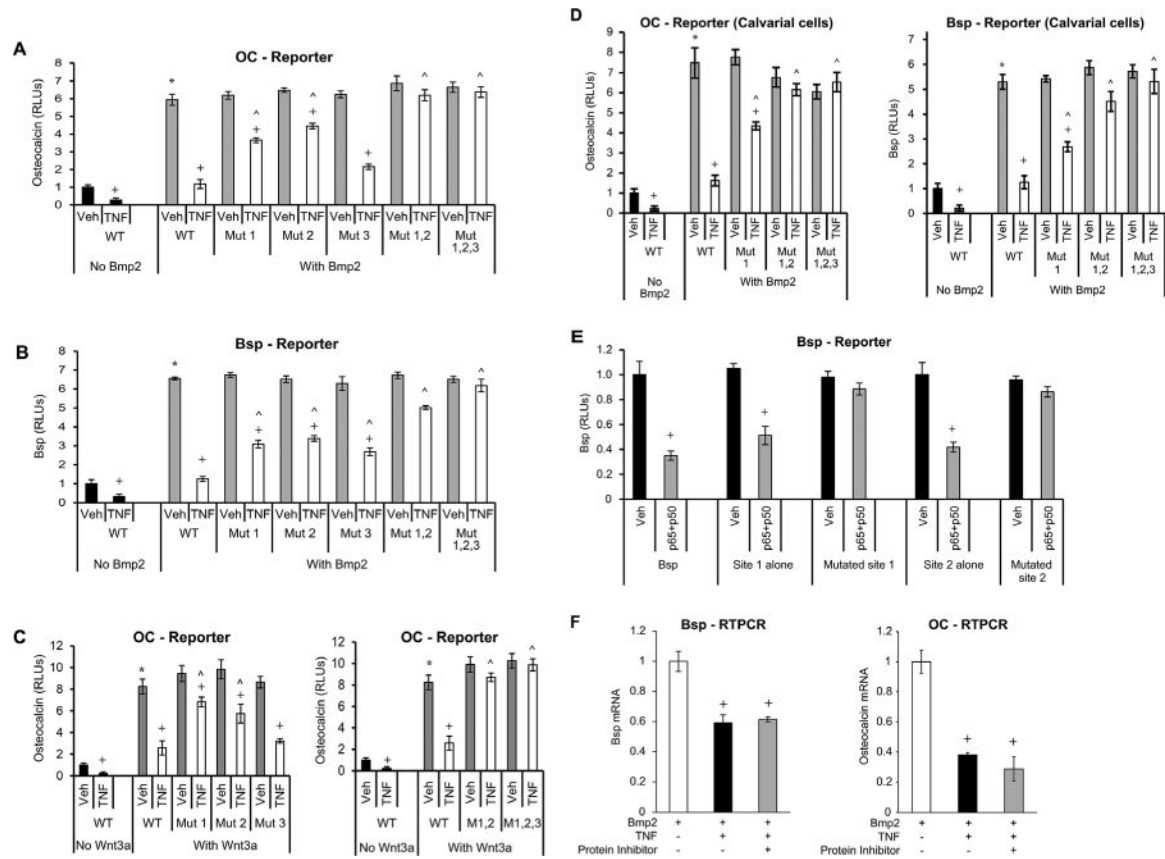 A
OC - Reporter
Osteocalcin (RLUs)
8
7
6
5
4
3
2
1
0
* + + ^ + ^ + + ^ ^
Veh TNF Veh TNF Veh TNF Veh TNF Veh TNF Veh TNF Veh TNF
WT WT Mut 1 Mut 2 Mut 3 Mut 1,2 Mut
1,2,3
No Bmp2 With Bmp2
B
Bsp - Reporter
Bsp (RLUs)
8
7
6
5
4
3
2
1
0
* + + ^ + ^ + ^ + ^ ^
Veh TNF Veh TNF Veh TNF Veh TNF Veh TNF Veh TNF Veh TNF
WT WT Mut 1 Mut 2 Mut 3 Mut 1,2 Mut
1,2,3
No Bmp2 With Bmp2
C
OC - Reporter
Osteocalcin (RLUs)
12
10
8
6
4
2
0
* + + ^ + ^ + +
Veh TNF Veh TNF Veh TNF Veh TNF Veh TNF
WT WT Mut 1 Mut 2 Mut 3
No Wnt3a With Wnt3a
OC - Reporter
Osteocalcin (RLUs)
12
10
8
6
4
2
0
* + + ^ ^
Veh TNF Veh TNF Veh TNF Veh TNF
WT WT M1,2 M1,2,3
No Wnt3a With Wnt3a
D
OC - Reporter (Calvarial cells)
Osteocalcin (RLUs)
9
8
7
6
5
4
3
2
1
0
* + + ^ + ^ ^
Veh TNF Veh TNF Veh TNF Veh TNF Veh TNF
WT WT Mut Mut Mut
1 1,2 1,2,3
No With Bmp2
Bmp2
Bsp - Reporter (Calvarial cells)
Bsp (RLUs)
7
6
5
4
3
2
1
0
* + + ^ + ^ ^
Veh TNF Veh TNF Veh TNF Veh TNF Veh TNF
WT WT Mut Mut Mut
1 1,2 1,2,3
No Bmp2 With Bmp2
E
Bsp - Reporter
Bsp (RLUs)
1.2
1.0
0.8
0.6
0.4
0.2
0
+ + +
Veh p65+p50 Veh p65+p50 Veh p65+p50 Veh p65+p50 Veh p65+p50
Bsp Site 1 alone Mutated site 1 Site 2 alone Mutated
site 2
F
Bsp - RTPCR
Bsp mRNA
1
0.8
0.6
0.4
0.2
0
+ +
Bmp2 + + +
TNF - + +
Protein Inhibitor - - +
OC - RTPCR
Osteocalcin mRNA
1
0.8
0.6
0.4
0.2
0
+ +
Bmp2 + + +
TNF - + +
Protein Inhibitor - - +